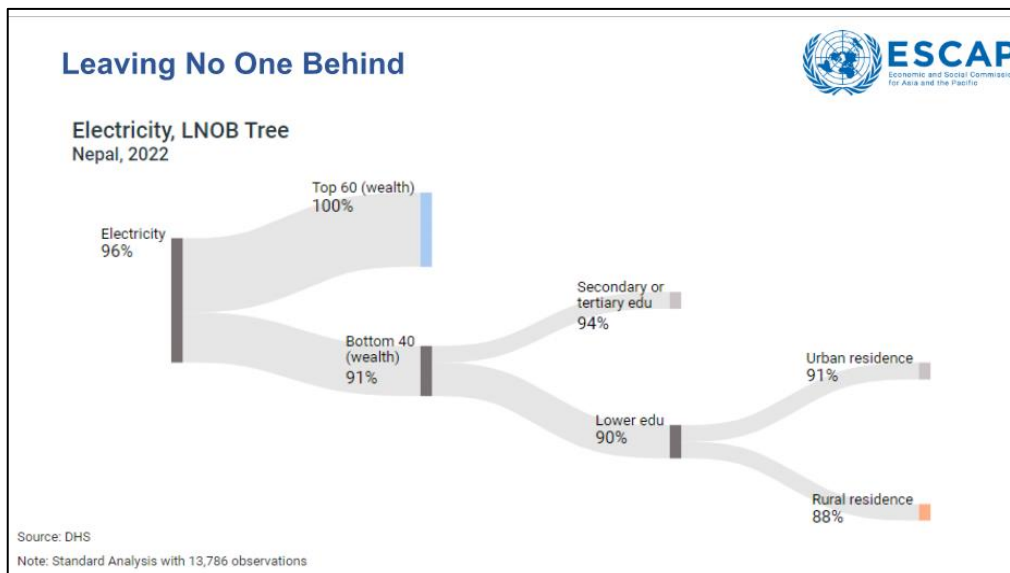 Leaving No One Behind
ESCAP
Economic and Social Commission
for Asia and the Pacific
Electricity, LNOB Tree
Nepal, 2022
Top 60 (wealth)
100%
Electricity
96%
Secondary or
tertiary edu
94%
Bottom 40
(wealth)
91%
Urban residence
91%
Lower edu
90%
Rural residence
88%
Source: DHS
Note: Standard Analysis with 13,786 observations